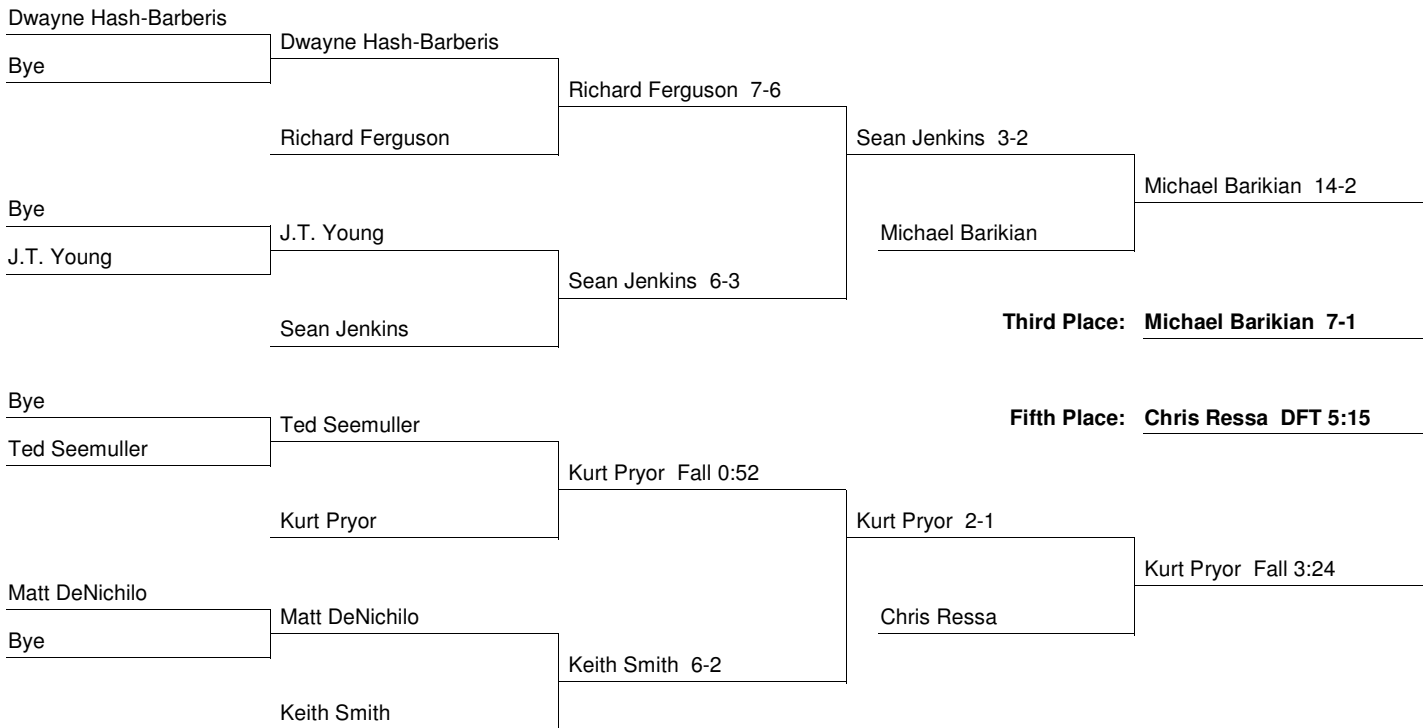 Dwayne Hash-Barberis
Dwayne Hash-Barberis
Bye
Richard Ferguson 7-6
Richard Ferguson
Sean Jenkins 3-2
Michael Barikian 14-2
Bye
J.T. Young
Michael Barikian
J.T. Young
Sean Jenkins 6-3
Sean Jenkins
Third Place: Michael Barikian 7-1
Bye
Ted Seemuller
Fifth Place: Chris Ressa DFT 5:15
Ted Seemuller
Kurt Pryor Fall 0:52
Kurt Pryor
Kurt Pryor 2-1
Kurt Pryor Fall 3:24
Matt DeNichilo
Matt DeNichilo
Chris Ressa
Bye
Keith Smith 6-2
Keith Smith